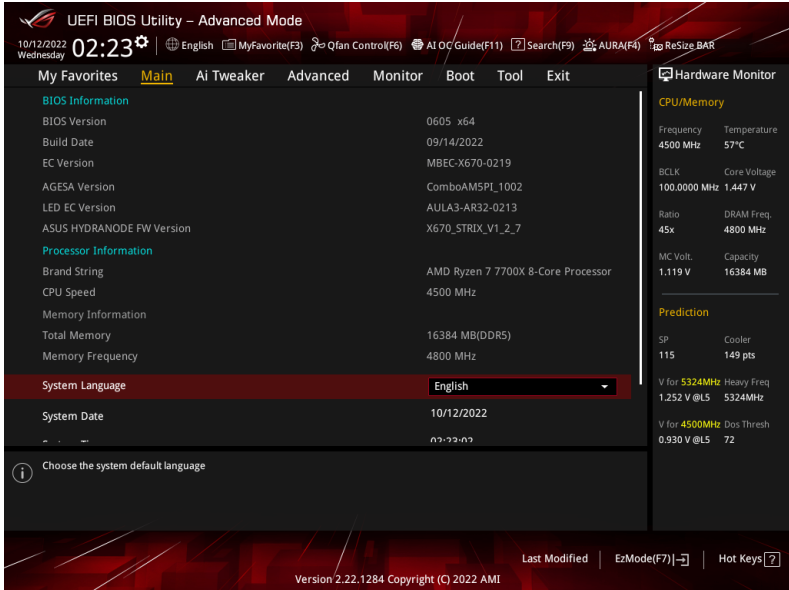 UEFI BIOS Utility – Advanced Mode
10/12/2022 Wednesday 02:23 English MyFavorite(F3) Qfan Control(F6) AI OC Guide(F11) ? Search(F9) AURA(F4) ReSize BAR
My Favorites Main Ai Tweaker Advanced Monitor Boot Tool Exit
BIOS Information
BIOS Version 0605 x64
Build Date 09/14/2022
EC Version MBEC-X670-0219
AGESA Version ComboAM5PI_1002
LED EC Version AULA3-AR32-0213
ASUS HYDRANODE FW Version X670_STRIX_V1_2_7
Processor Information
Brand String AMD Ryzen 7 7700X 8-Core Processor
CPU Speed 4500 MHz
Memory Information
Total Memory 16384 MB(DDR5)
Memory Frequency 4800 MHz
System Language English
System Date 10/12/2022
02:23:02
Choose the system default language
Hardware Monitor
CPU/Memory
Frequency Temperature
4500 MHz 57°C
BCLK Core Voltage
100.0000 MHz 1.447 V
Ratio DRAM Freq.
45x 4800 MHz
MC Volt. Capacity
1.119 V 16384 MB
Prediction
SP Cooler
115 149 pts
V for 5324MHz Heavy Freq
1.252 V @L5 5324MHz
V for 4500MHz Dos Thresh
0.930 V @L5 72
Last Modified EzMode(F7) Hot Keys ?
Version 2.22.1284 Copyright (C) 2022 AMI